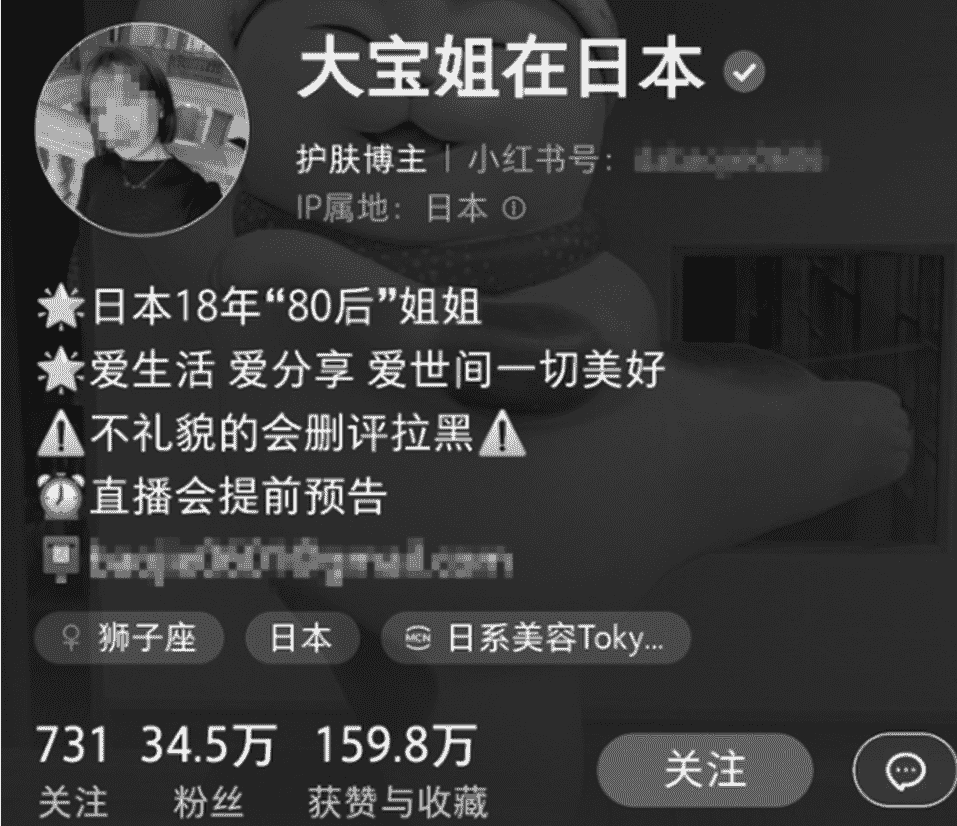 大宝姐在日本
护肤博主 | 小红书号：
IP属地：日本
日本18年“80后”姐姐
爱生活 爱分享 爱世间一切美好
不礼貌的会删评拉黑
直播会提前预告
♀ 狮子座 日本 MCN 日系美容Toky...
731 34.5万 159.8万
关注 粉丝 获赞与收藏
关注